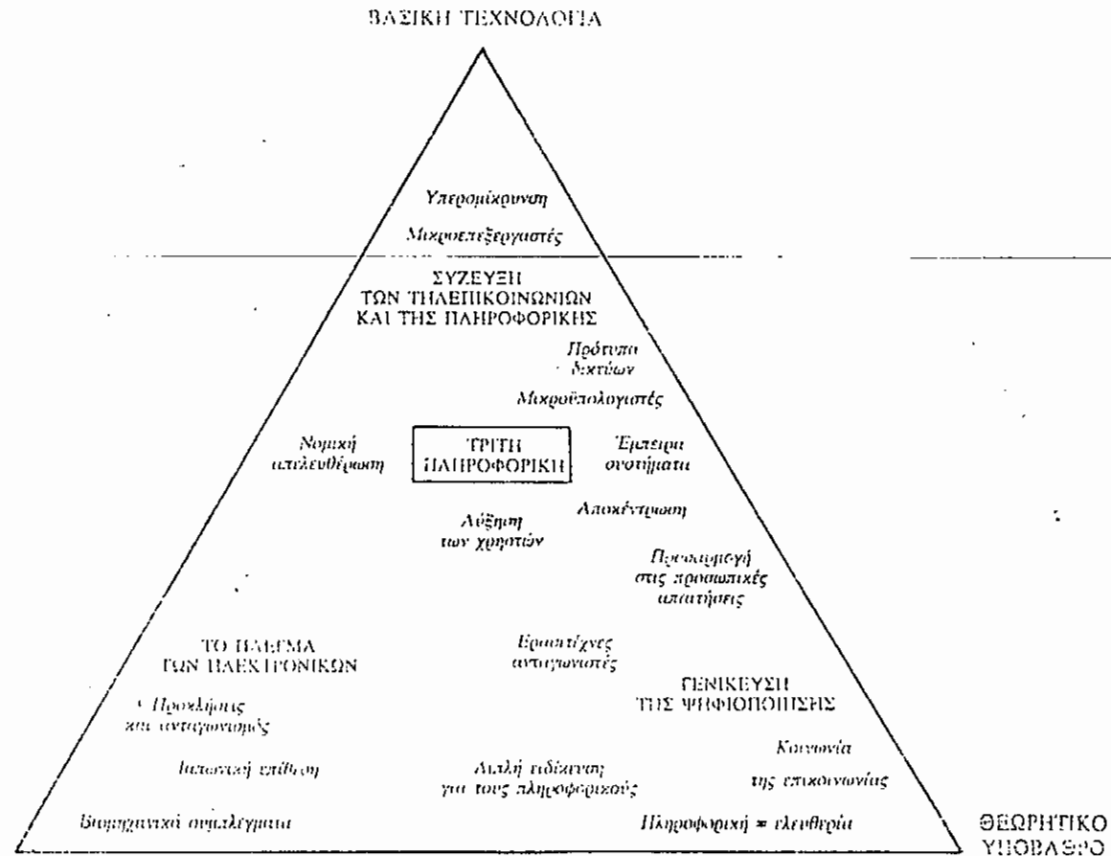 ΒΑΣΙΚΗ ΤΕΧΝΟΛΟΓΙΑ
Υπερομίκρυνση
Μικροεπεξεργαστές
ΣΥΖΕΥΞΗ
ΤΩΝ ΤΗΛΕΠΙΚΟΙΝΩΝΙΩΝ
ΚΑΙ ΤΗΣ ΠΛΗΡΟΦΟΡΙΚΗΣ
Πρότυπα
δικτύων
Μικροϋπολογιστές
Νομική
απελευθέρωση
ΤΡΙΤΗ
ΠΛΗΡΟΦΟΡΙΚΗ
Έμπειρα
συστήματα
Αποκέντρωση
Αύξηση
των χρηστών
Προσαρμογή
στις προσωπικές
απαιτήσεις
ΤΟ ΠΛΕΓΜΑ
ΤΩΝ ΗΛΕΚΤΡΟΝΙΚΩΝ
Ερασιτέχνες
ανταγωνιστές
ΓΕΝΙΚΕΥΣΗ
ΤΗΣ ΨΗΦΙΟΠΟΙΗΣΗΣ
Προκλήσεις
και ανταγωνισμός
Ιαπωνική επίθεση
Διπλή ειδίκευση
για τους πληροφορικούς
Κοινωνία
της επικοινωνίας
Βιομηχανικά συμπλέγματα
Πληροφορική = ελευθερία
ΘΕΩΡΗΤΙΚΟ
ΥΠΟΒΑΘΡΟ